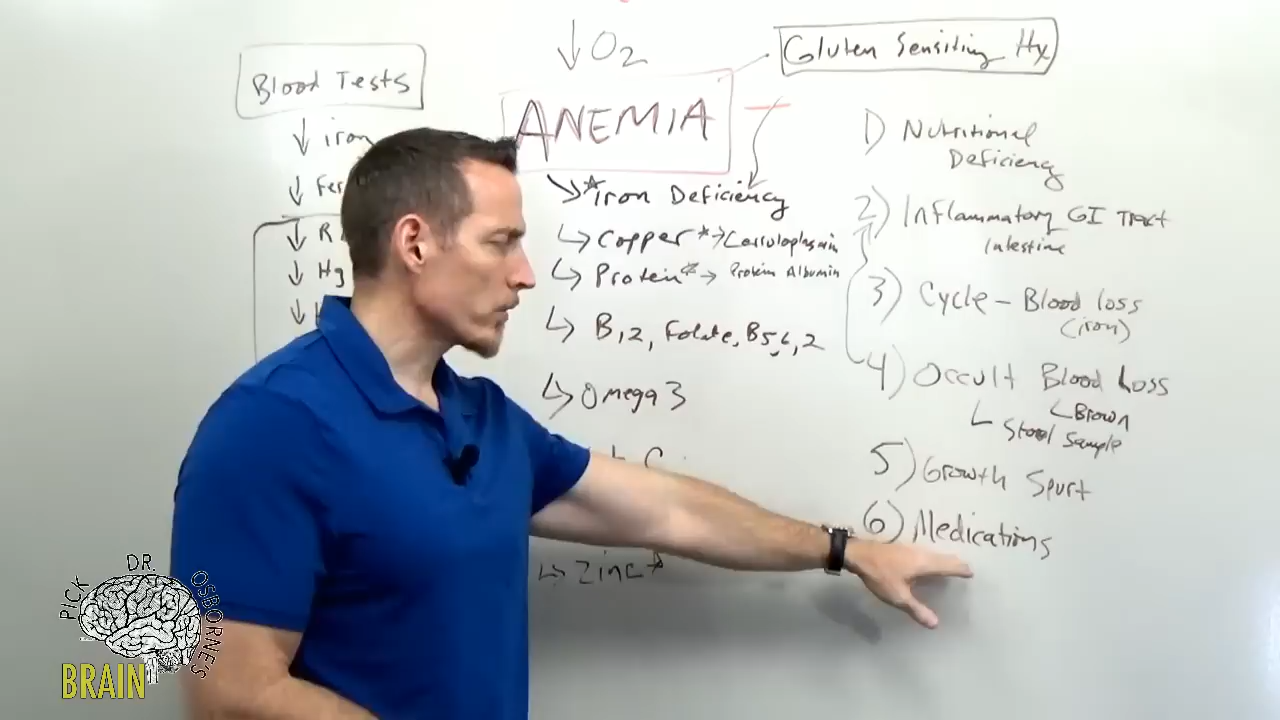 ↓ O2
ANEMIA
Gluten Sensitivity Hx
Blood Tests
↓ iron
↓ Fer
↓
↓ Hg
↓
↳ *Iron Deficiency
↳ Copper * → Cerruloplasmin
↳ Protein * → Protein Albumin
↳ B12, Folate, B5, 6, 2
↳ Omega 3
↳ Zinc *
1) Nutritional
Deficiency
2) Inflammatory GI Tract
Intestine
3) Cycle - Blood loss
(iron)
4) Occult Blood Loss
Brown
Stool Sample
5) Growth Spurt
6) Medications
PICK
DR.
OSBORNES
BRAIN